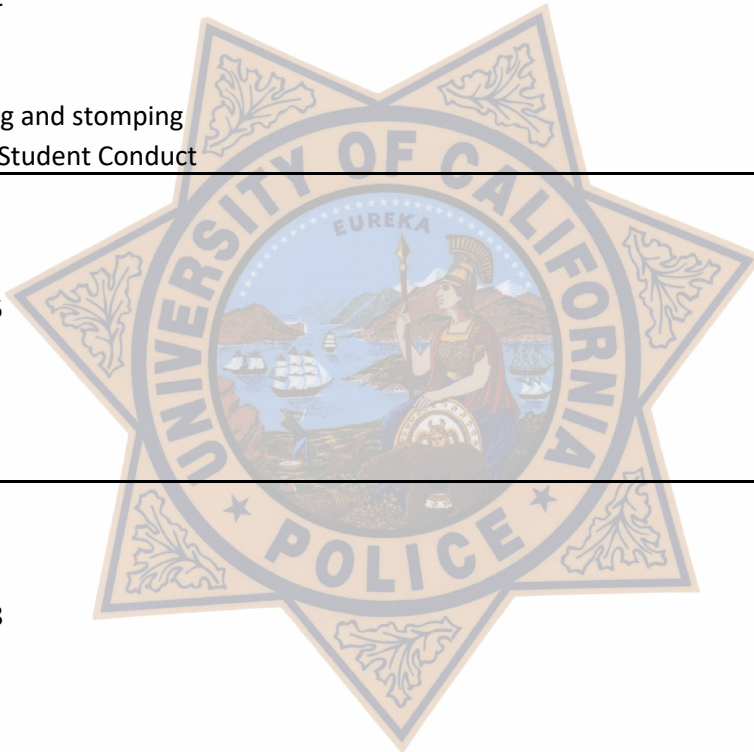 g and stomping
Student Conduct
UNIVERSITY OF CALIFORNIA
EUREKA
POLICE